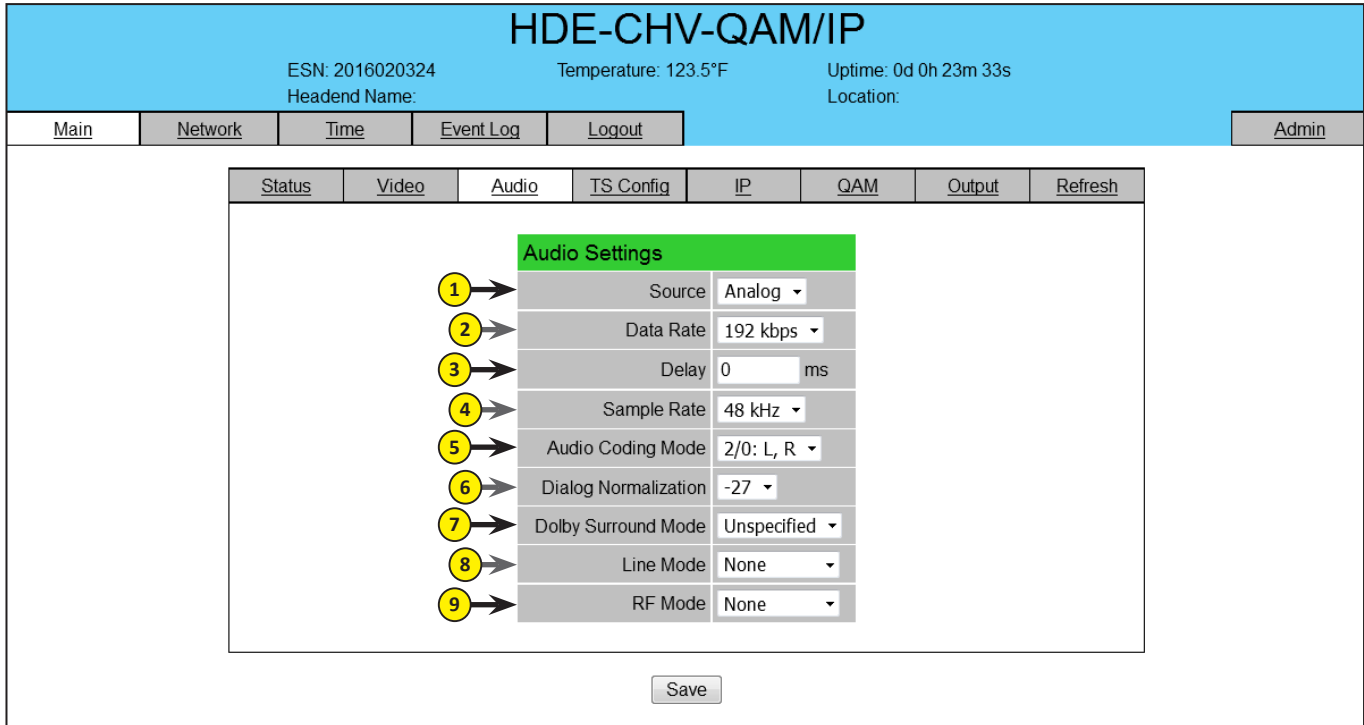 HDE-CHV-QAM/IP
ESN: 2016020324 Temperature: 123.5°F Uptime: 0d 0h 23m 33s
Headend Name: Location:
Main Network Time Event Log Logout Admin
Status Video Audio TS Config IP QAM Output Refresh
Audio Settings
1 Source Analog
2 Data Rate 192 kbps
3 Delay 0 ms
4 Sample Rate 48 kHz
5 Audio Coding Mode 2/0: L, R
6 Dialog Normalization -27
7 Dolby Surround Mode Unspecified
8 Line Mode None
9 RF Mode None
Save